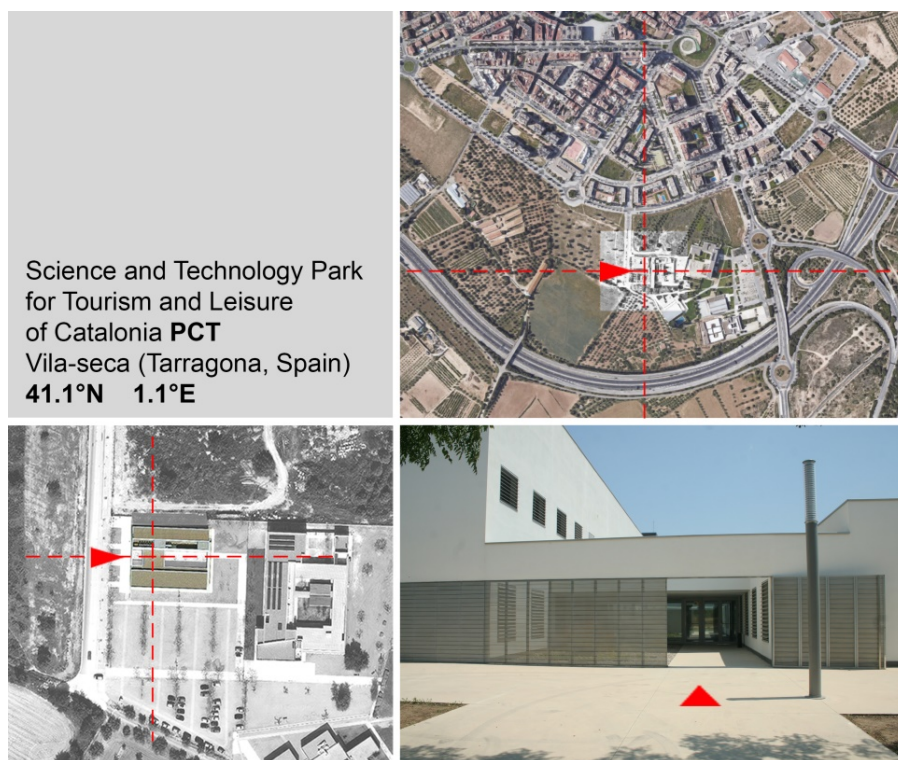 Science and Technology Park
for Tourism and Leisure
of Catalonia PCT
Vila-seca (Tarragona, Spain)
41.1°N 1.1°E